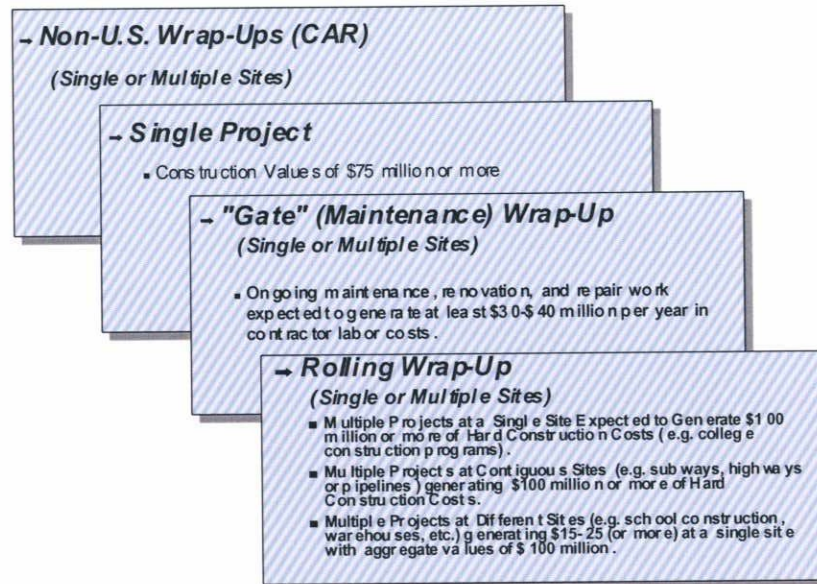 → Non-U.S. Wrap-Ups (CAR)
(Single or Multiple Sites)
→ Single Project
▪ Construction Values of $75 million or more
→ "Gate" (Maintenance) Wrap-Up
(Single or Multiple Sites)
▪ Ongoing maintenance, renovation, and repair work
expected to generate at least $30-$40 million per year in
contractor labor costs.
→ Rolling Wrap-Up
(Single or Multiple Sites)
▪ Multiple Projects at a Single Site Expected to Generate $100
million or more of Hard Construction Costs (e.g. college
construction programs).
▪ Multiple Projects at Contiguous Sites (e.g. subways, highways
or pipelines) generating $100 million or more of Hard
Construction Costs.
▪ Multiple Projects at Different Sites (e.g. school construction,
warehouses, etc.) generating $15-25 (or more) at a single site
with aggregate values of $100 million.